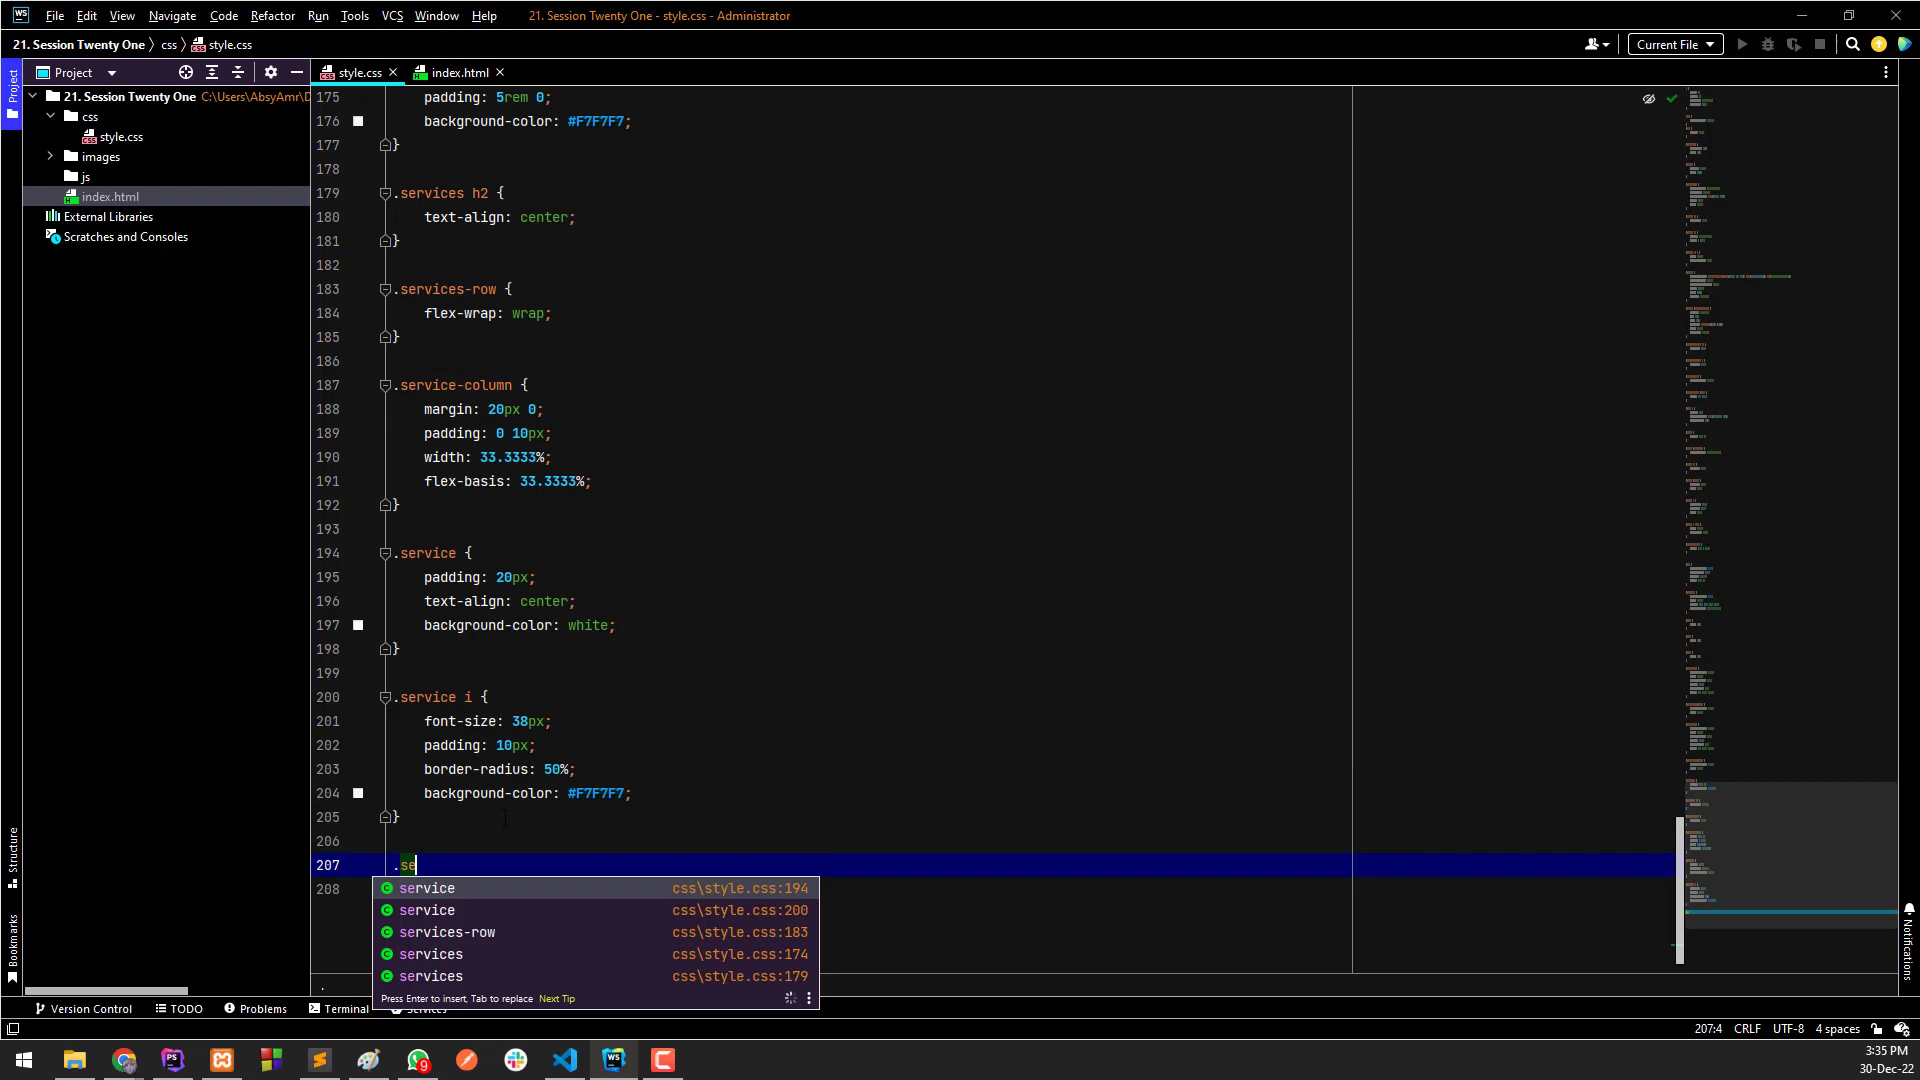 WS File Edit View Navigate Code Refactor Run Tools VCS Window Help 21. Session Twenty One - style.css - Administrator
21. Session Twenty One 〉 css 〉 style.css Current File
Project style.css index.html
Project
21. Session Twenty One C:\Users\AbsyAmr\D
css
style.css
images
js
index.html
External Libraries
Scratches and Consoles
175 padding: 5rem 0;
176 background-color: #F7F7F7;
177 }
178
179 .services h2 {
180 text-align: center;
181 }
182
183 .services-row {
184 flex-wrap: wrap;
185 }
186
187 .service-column {
188 margin: 20px 0;
189 padding: 0 10px;
190 width: 33.3333%;
191 flex-basis: 33.3333%;
192 }
193
194 .service {
195 padding: 20px;
196 text-align: center;
197 background-color: white;
198 }
199
200 .service i {
201 font-size: 38px;
202 padding: 10px;
203 border-radius: 50%;
204 background-color: #F7F7F7;
205 }
206
207 .se
208
service css\style.css:194
service css\style.css:200
services-row css\style.css:183
services css\style.css:174
services css\style.css:179
Press Enter to insert, Tab to replace Next Tip
Structure
Bookmarks
Notifications
Version Control TODO Problems Terminal Services
207:4 CRLF UTF-8 4 spaces
PS 9 WS C
3:35 PM
30-Dec-22